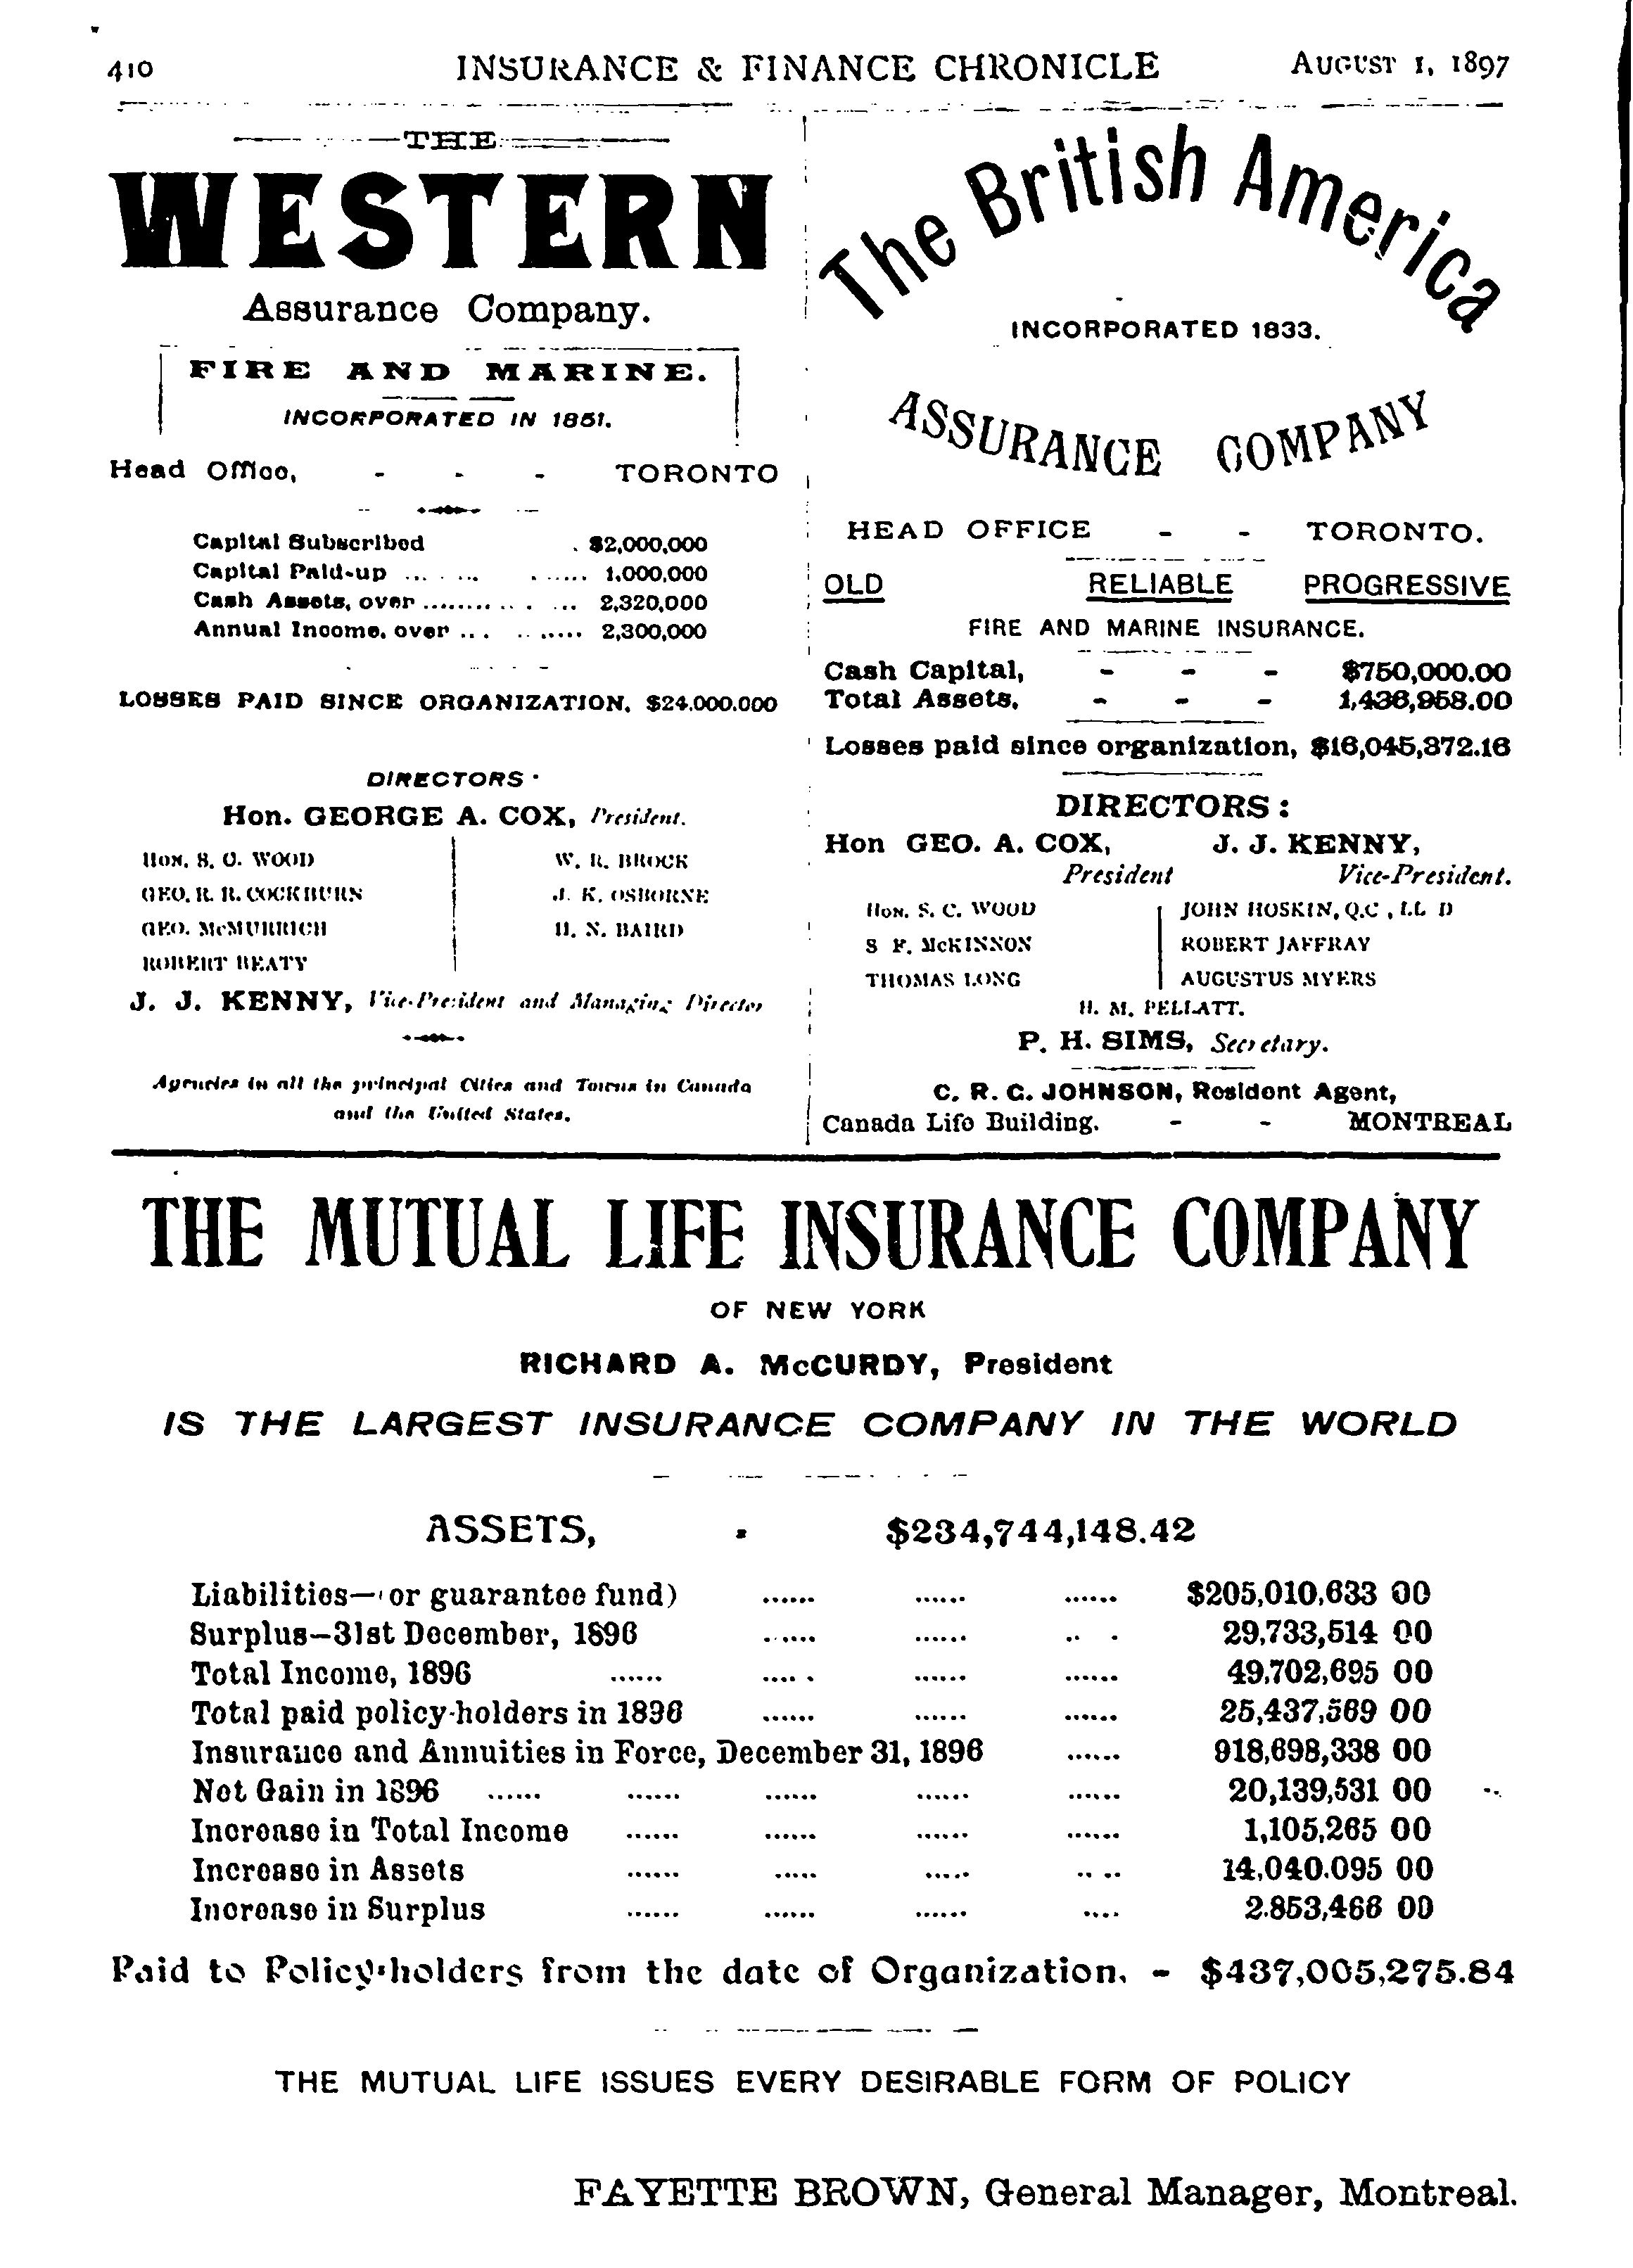 410 INSURANCE & FINANCE CHRONICLE AUGUST 1, 1897
THE
WESTERN
Assurance Company.
FIRE AND MARINE.
INCORPORATED IN 1851.
Head Office, - - - TORONTO
Capital Subscribed . $2,000,000
Capital Paid-up ... . ... . ..... 1,000,000
Cash Assets, over ........ .. . ... 2,320,000
Annual Income, over ... .. ..... 2,300,000
LOSSES PAID SINCE ORGANIZATION, $24.000.000
DIRECTORS
Hon. GEORGE A. COX, President.
HON. S. C. WOOD W. R. BROCK
GEO. R. R. COCKBURN J. K. OSBORNE
GEO. McMURRICH H. N. BAIRD
ROBERT BEATY
J. J. KENNY, Vice-President and Managing Director
Agencies in all the principal Cities and Towns in Canada
and the United States.
The British America
INCORPORATED 1833.
ASSURANCE COMPANY
HEAD OFFICE - - TORONTO.
OLD RELIABLE PROGRESSIVE
FIRE AND MARINE INSURANCE.
Cash Capital, - - - $750,000.00
Total Assets, - - - 1,436,958.00
Losses paid since organization, $16,045,372.16
DIRECTORS:
Hon GEO. A. COX, J. J. KENNY,
President Vice-President.
HON. S. C. WOOD JOHN HOSKIN, Q.C , LL D
S F. McKINNON ROBERT JAFFRAY
THOMAS LONG AUGUSTUS MYERS
H. M. PELLATT.
P. H. SIMS, Secretary.
C. R. G. JOHNSON, Resident Agent,
Canada Life Building. - - MONTREAL
THE MUTUAL LIFE INSURANCE COMPANY
OF NEW YORK
RICHARD A. McCURDY, President
IS THE LARGEST INSURANCE COMPANY IN THE WORLD
ASSETS, - $234,744,148.42
Liabilities—(or guarantee fund) ...... ...... ...... $205,010,633 00
Surplus—31st December, 1896 ...... ...... .. . 29,733,514 00
Total Income, 1896 ...... .... . ...... ...... 49,702,695 00
Total paid policy-holders in 1896 ...... ...... ...... 25,437,569 00
Insurance and Annuities in Force, December 31, 1896 ...... 918,698,338 00
Net Gain in 1896 ...... ...... ...... ...... ...... 20,139,531 00
Increase in Total Income ...... ...... ...... ...... 1,105,265 00
Increase in Assets ...... ..... ..... .. .. 14,040.095 00
Increase in Surplus ...... ...... ...... .... 2.853,466 00
Paid to Policy-holders from the date of Organization, - $437,005,275.84
THE MUTUAL LIFE ISSUES EVERY DESIRABLE FORM OF POLICY
FAYETTE BROWN, General Manager, Montreal.